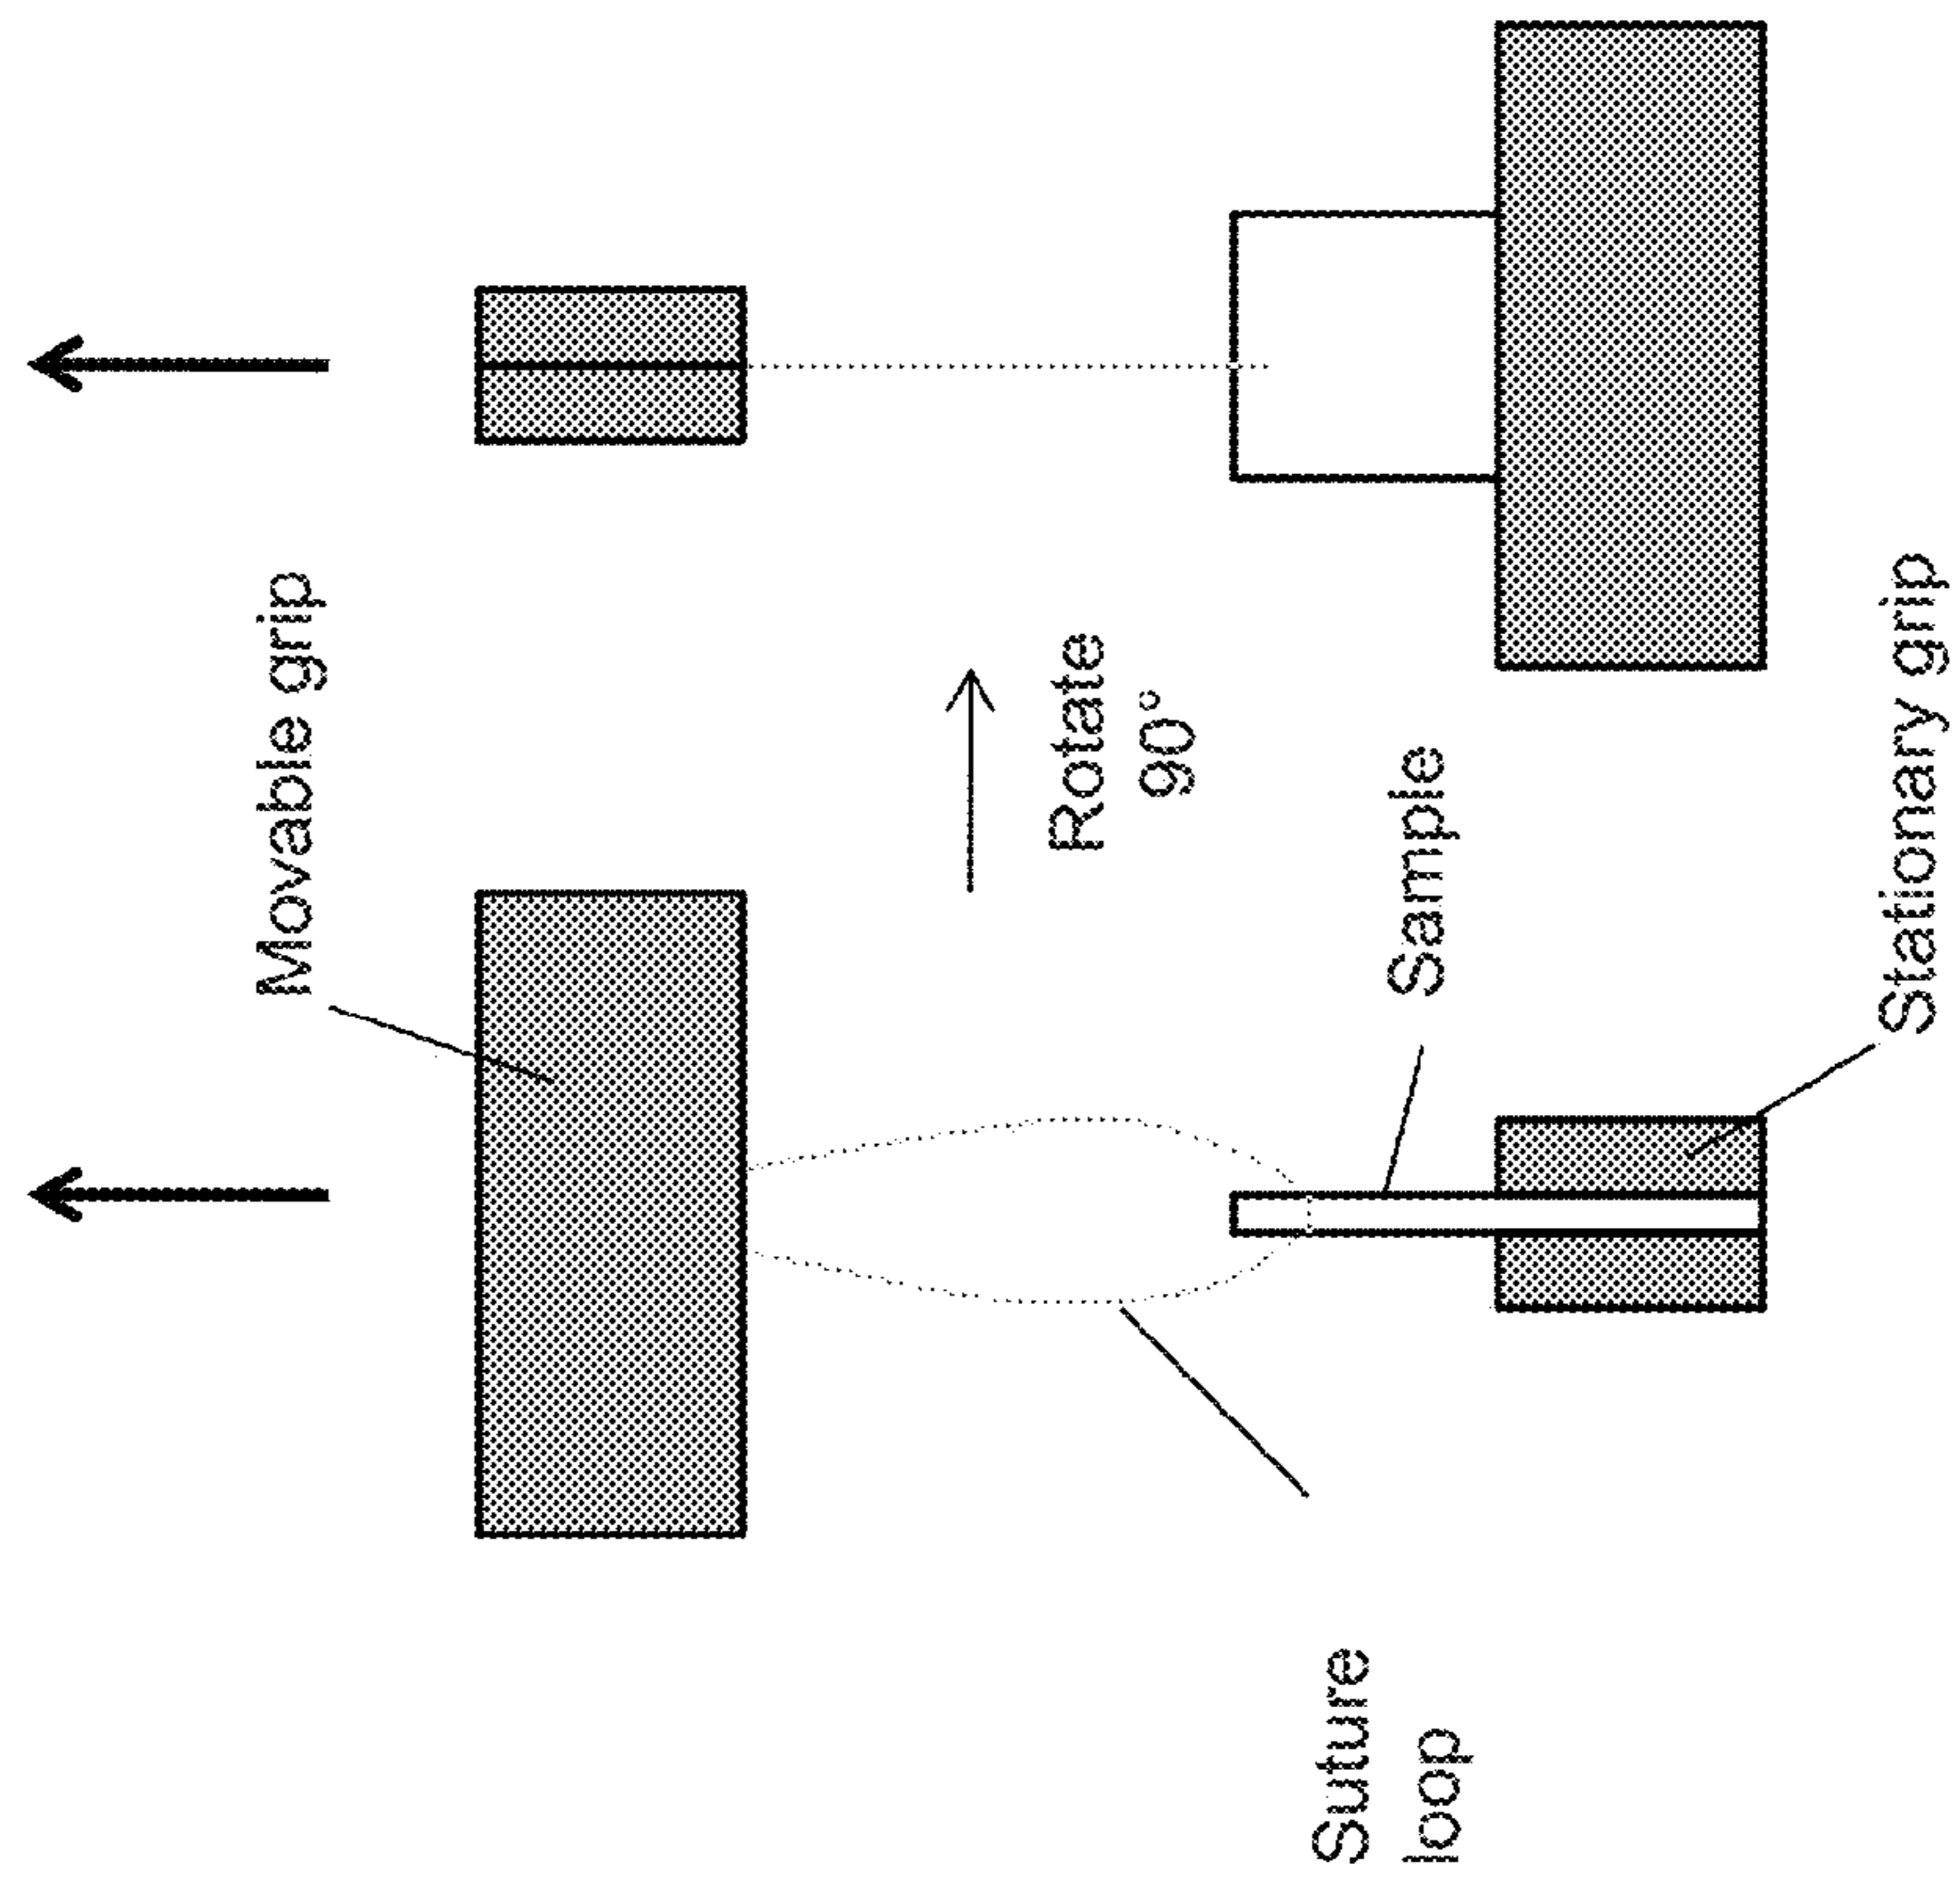 Movable grip
Rotate
90°
Sample
Stationary grip
Suture
loop